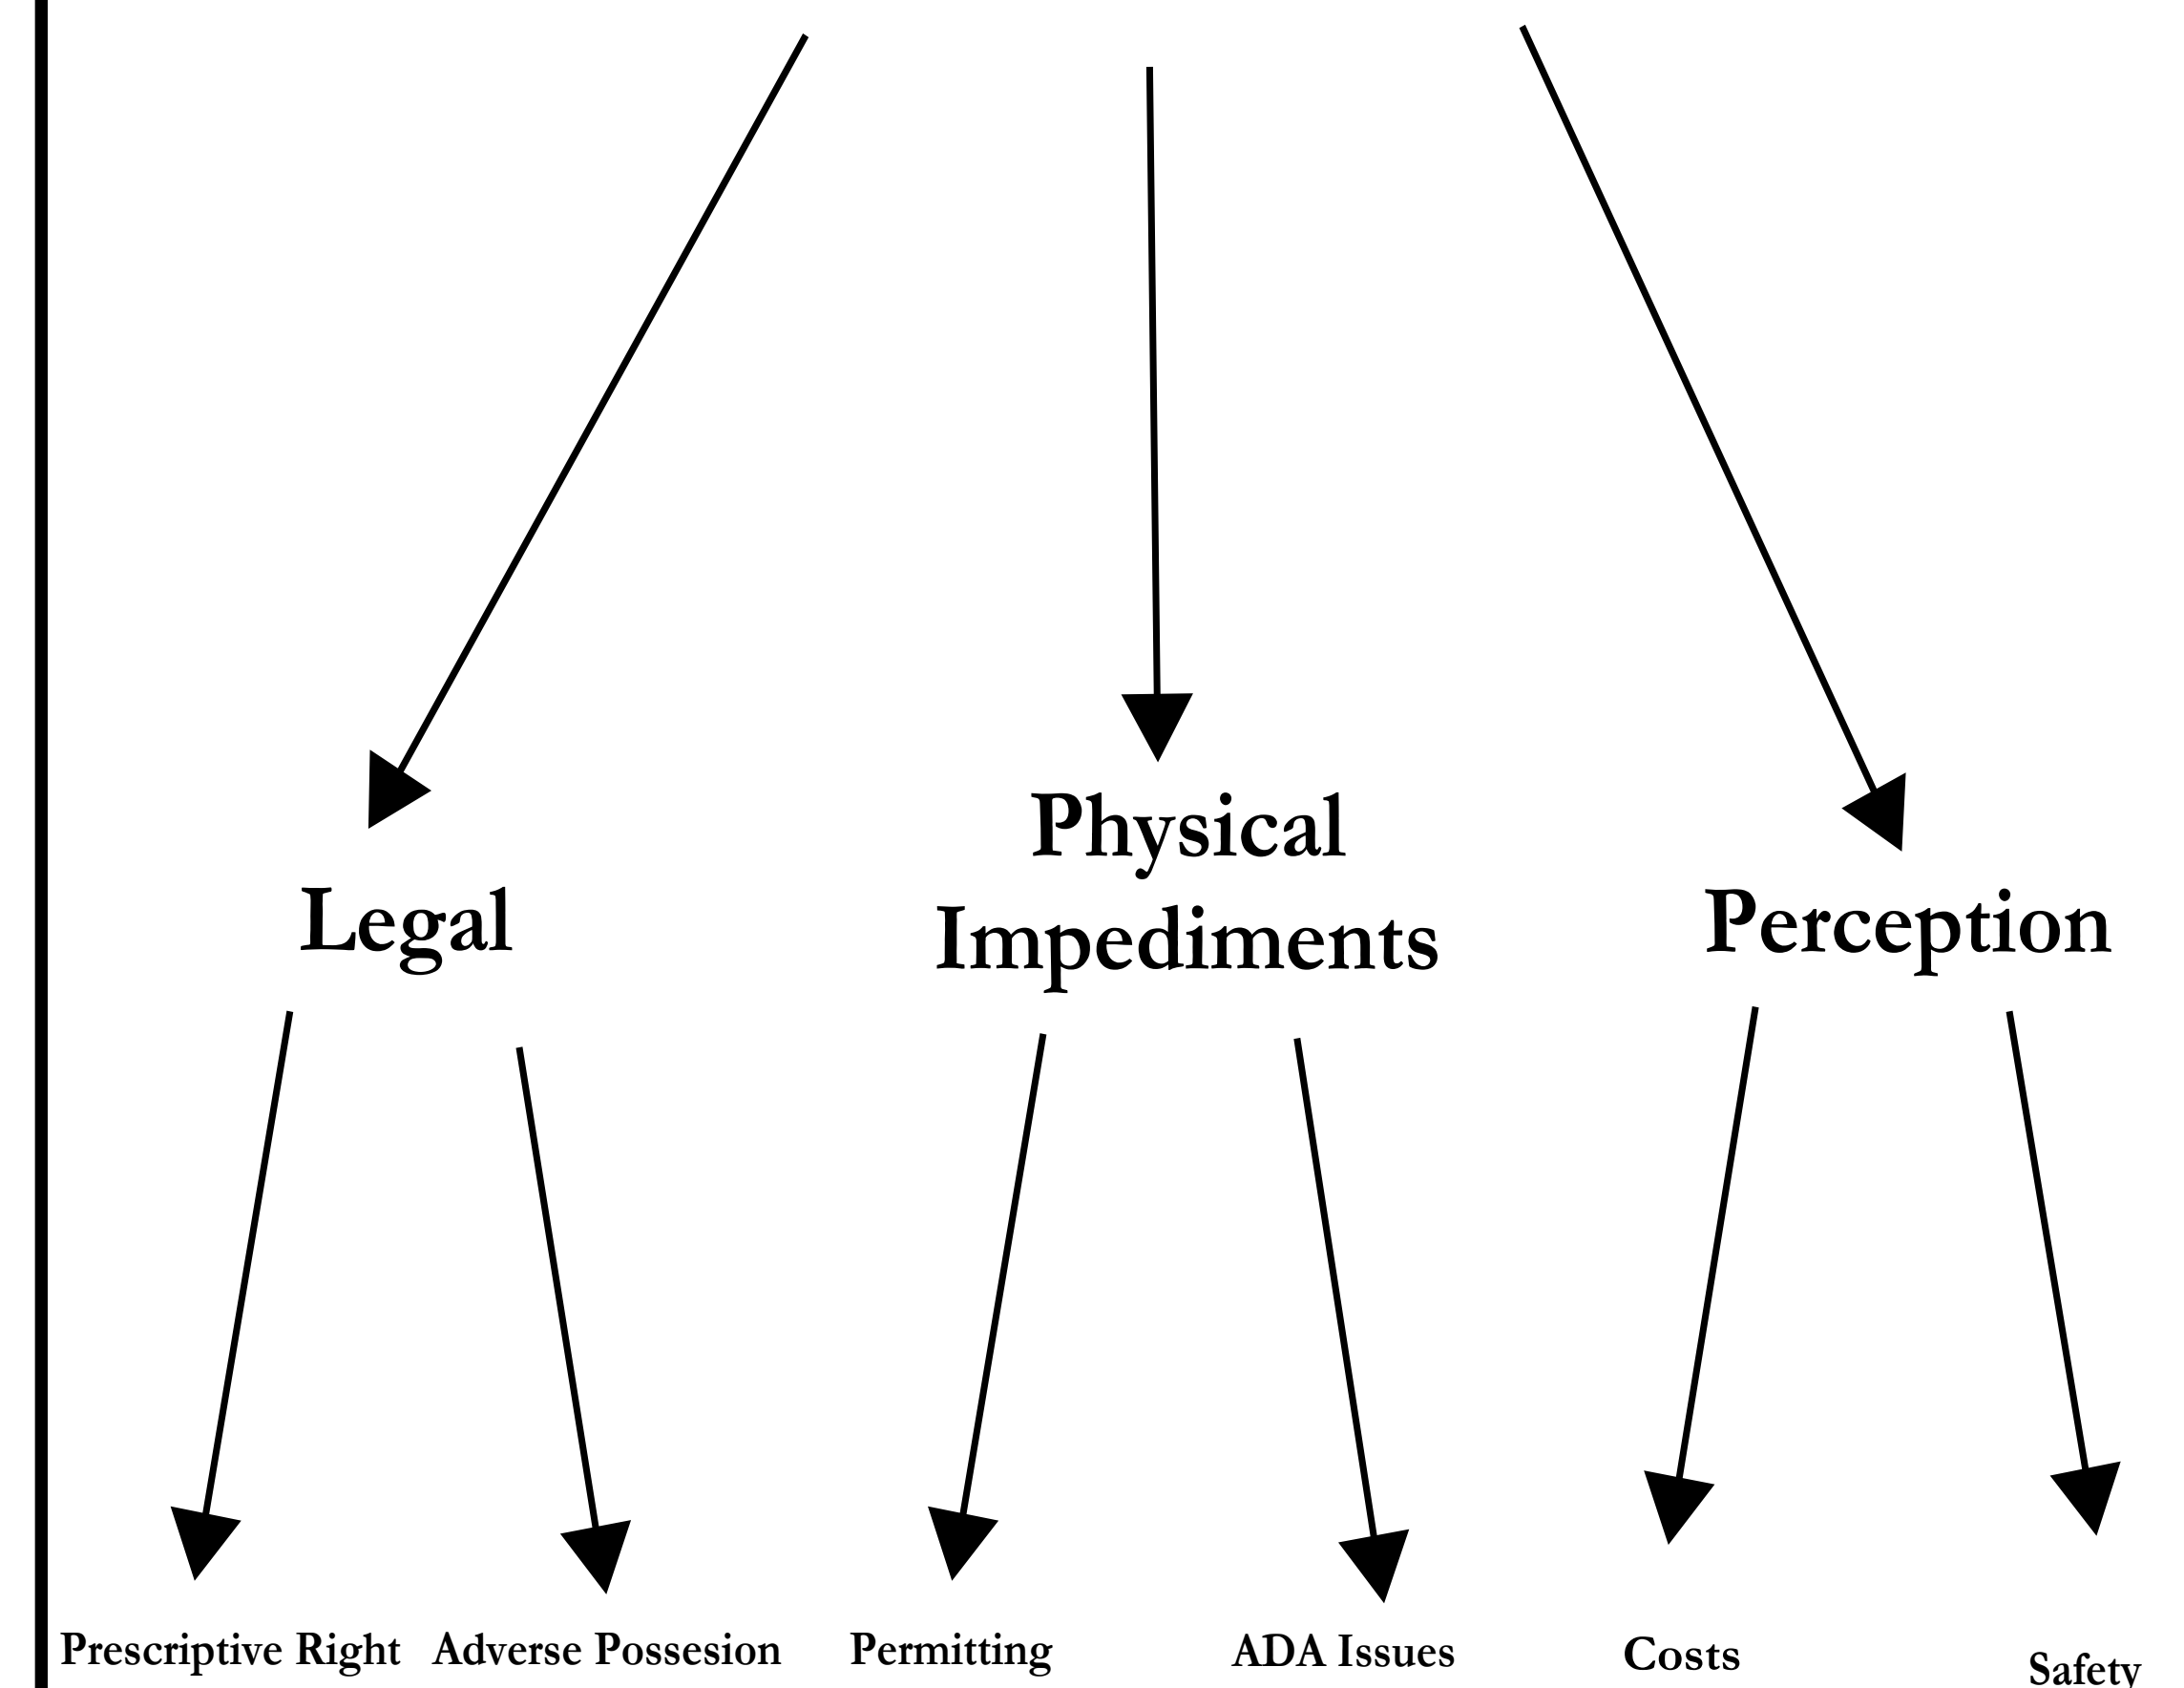 Physical
Impediments
Legal
Perception
Prescriptive Right
Adverse Possesion
Permitting
ADA Issues
Costs
Safety